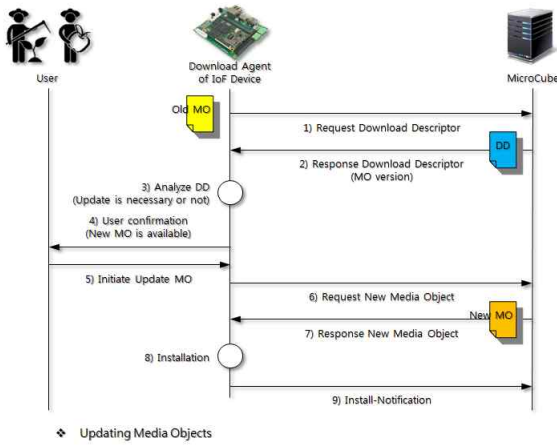 User
Download Agent
of IoF Device
MicroCube
Old MO
1) Request Download Descriptor
DD
2) Response Download Descriptor
(MO version)
3) Analyze DD
(Update is necessary or not)
4) User confirmation
(New MO is available)
5) Initiate Update MO
6) Request New Media Object
New MO
7) Response New Media Object
8) Installation
9) Install-Notification
❖ Updating Media Objects